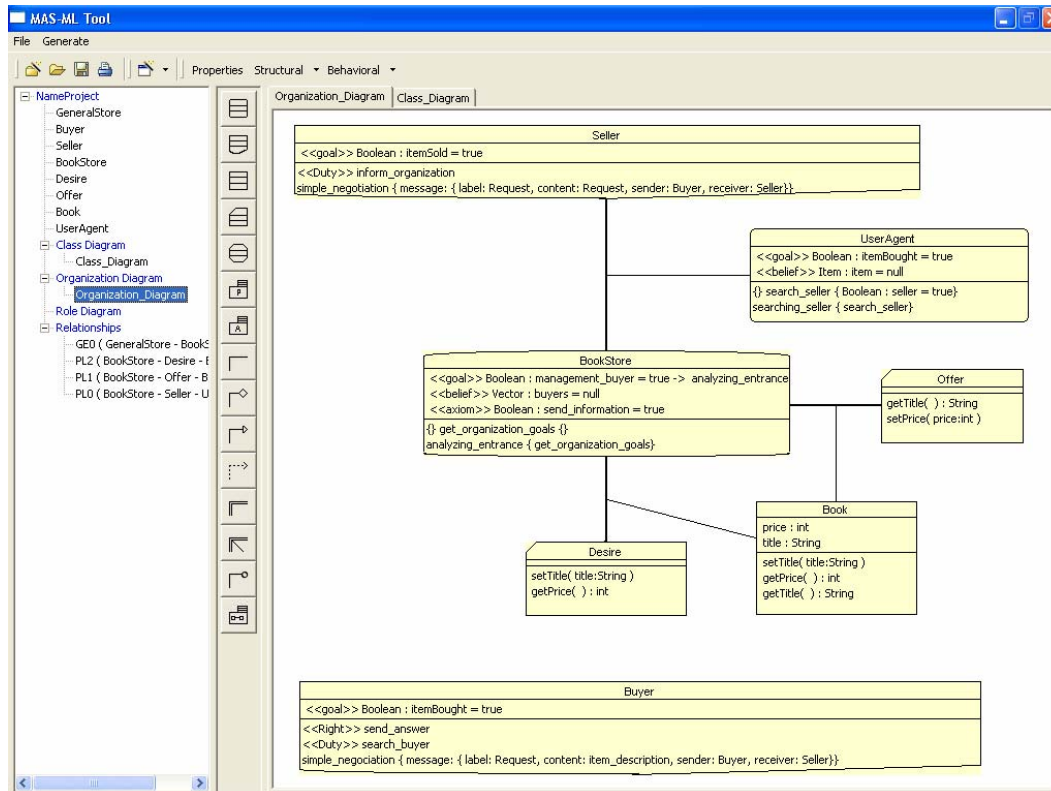 MAS-ML Tool
File Generate
Properties Structural Behavioral
NameProject
GeneralStore
Buyer
Seller
BookStore
Desire
Offer
Book
UserAgent
Class Diagram
Class_Diagram
Organization Diagram
Organization_Diagram
Role Diagram
Relationships
GE0 ( GeneralStore - BookS
PL2 ( BookStore - Desire - E
PL1 ( BookStore - Offer - B
PL0 ( BookStore - Seller - U
P
A
Organization_Diagram Class_Diagram
Seller
<<goal>> Boolean : itemSold = true
<<Duty>> inform_organization
simple_negotiation { message: { label: Request, content: Request, sender: Buyer, receiver: Seller}}
UserAgent
<<goal>> Boolean : itemBought = true
<<belief>> Item : item = null
{} search_seller { Boolean : seller = true}
searching_seller { search_seller}
BookStore
<<goal>> Boolean : management_buyer = true -> analyzing_entrance
<<belief>> Vector : buyers = null
<<axiom>> Boolean : send_information = true
{} get_organization_goals {}
analyzing_entrance { get_organization_goals}
Offer
getTitle( ) : String
setPrice( price:int )
Book
price : int
title : String
setTitle( title:String )
getPrice( ) : int
getTitle( ) : String
Desire
setTitle( title:String )
getPrice( ) : int
Buyer
<<goal>> Boolean : itemBought = true
<<Right>> send_answer
<<Duty>> search_buyer
simple_negociation { message: { label: Request, content: item_description, sender: Buyer, receiver: Seller}}